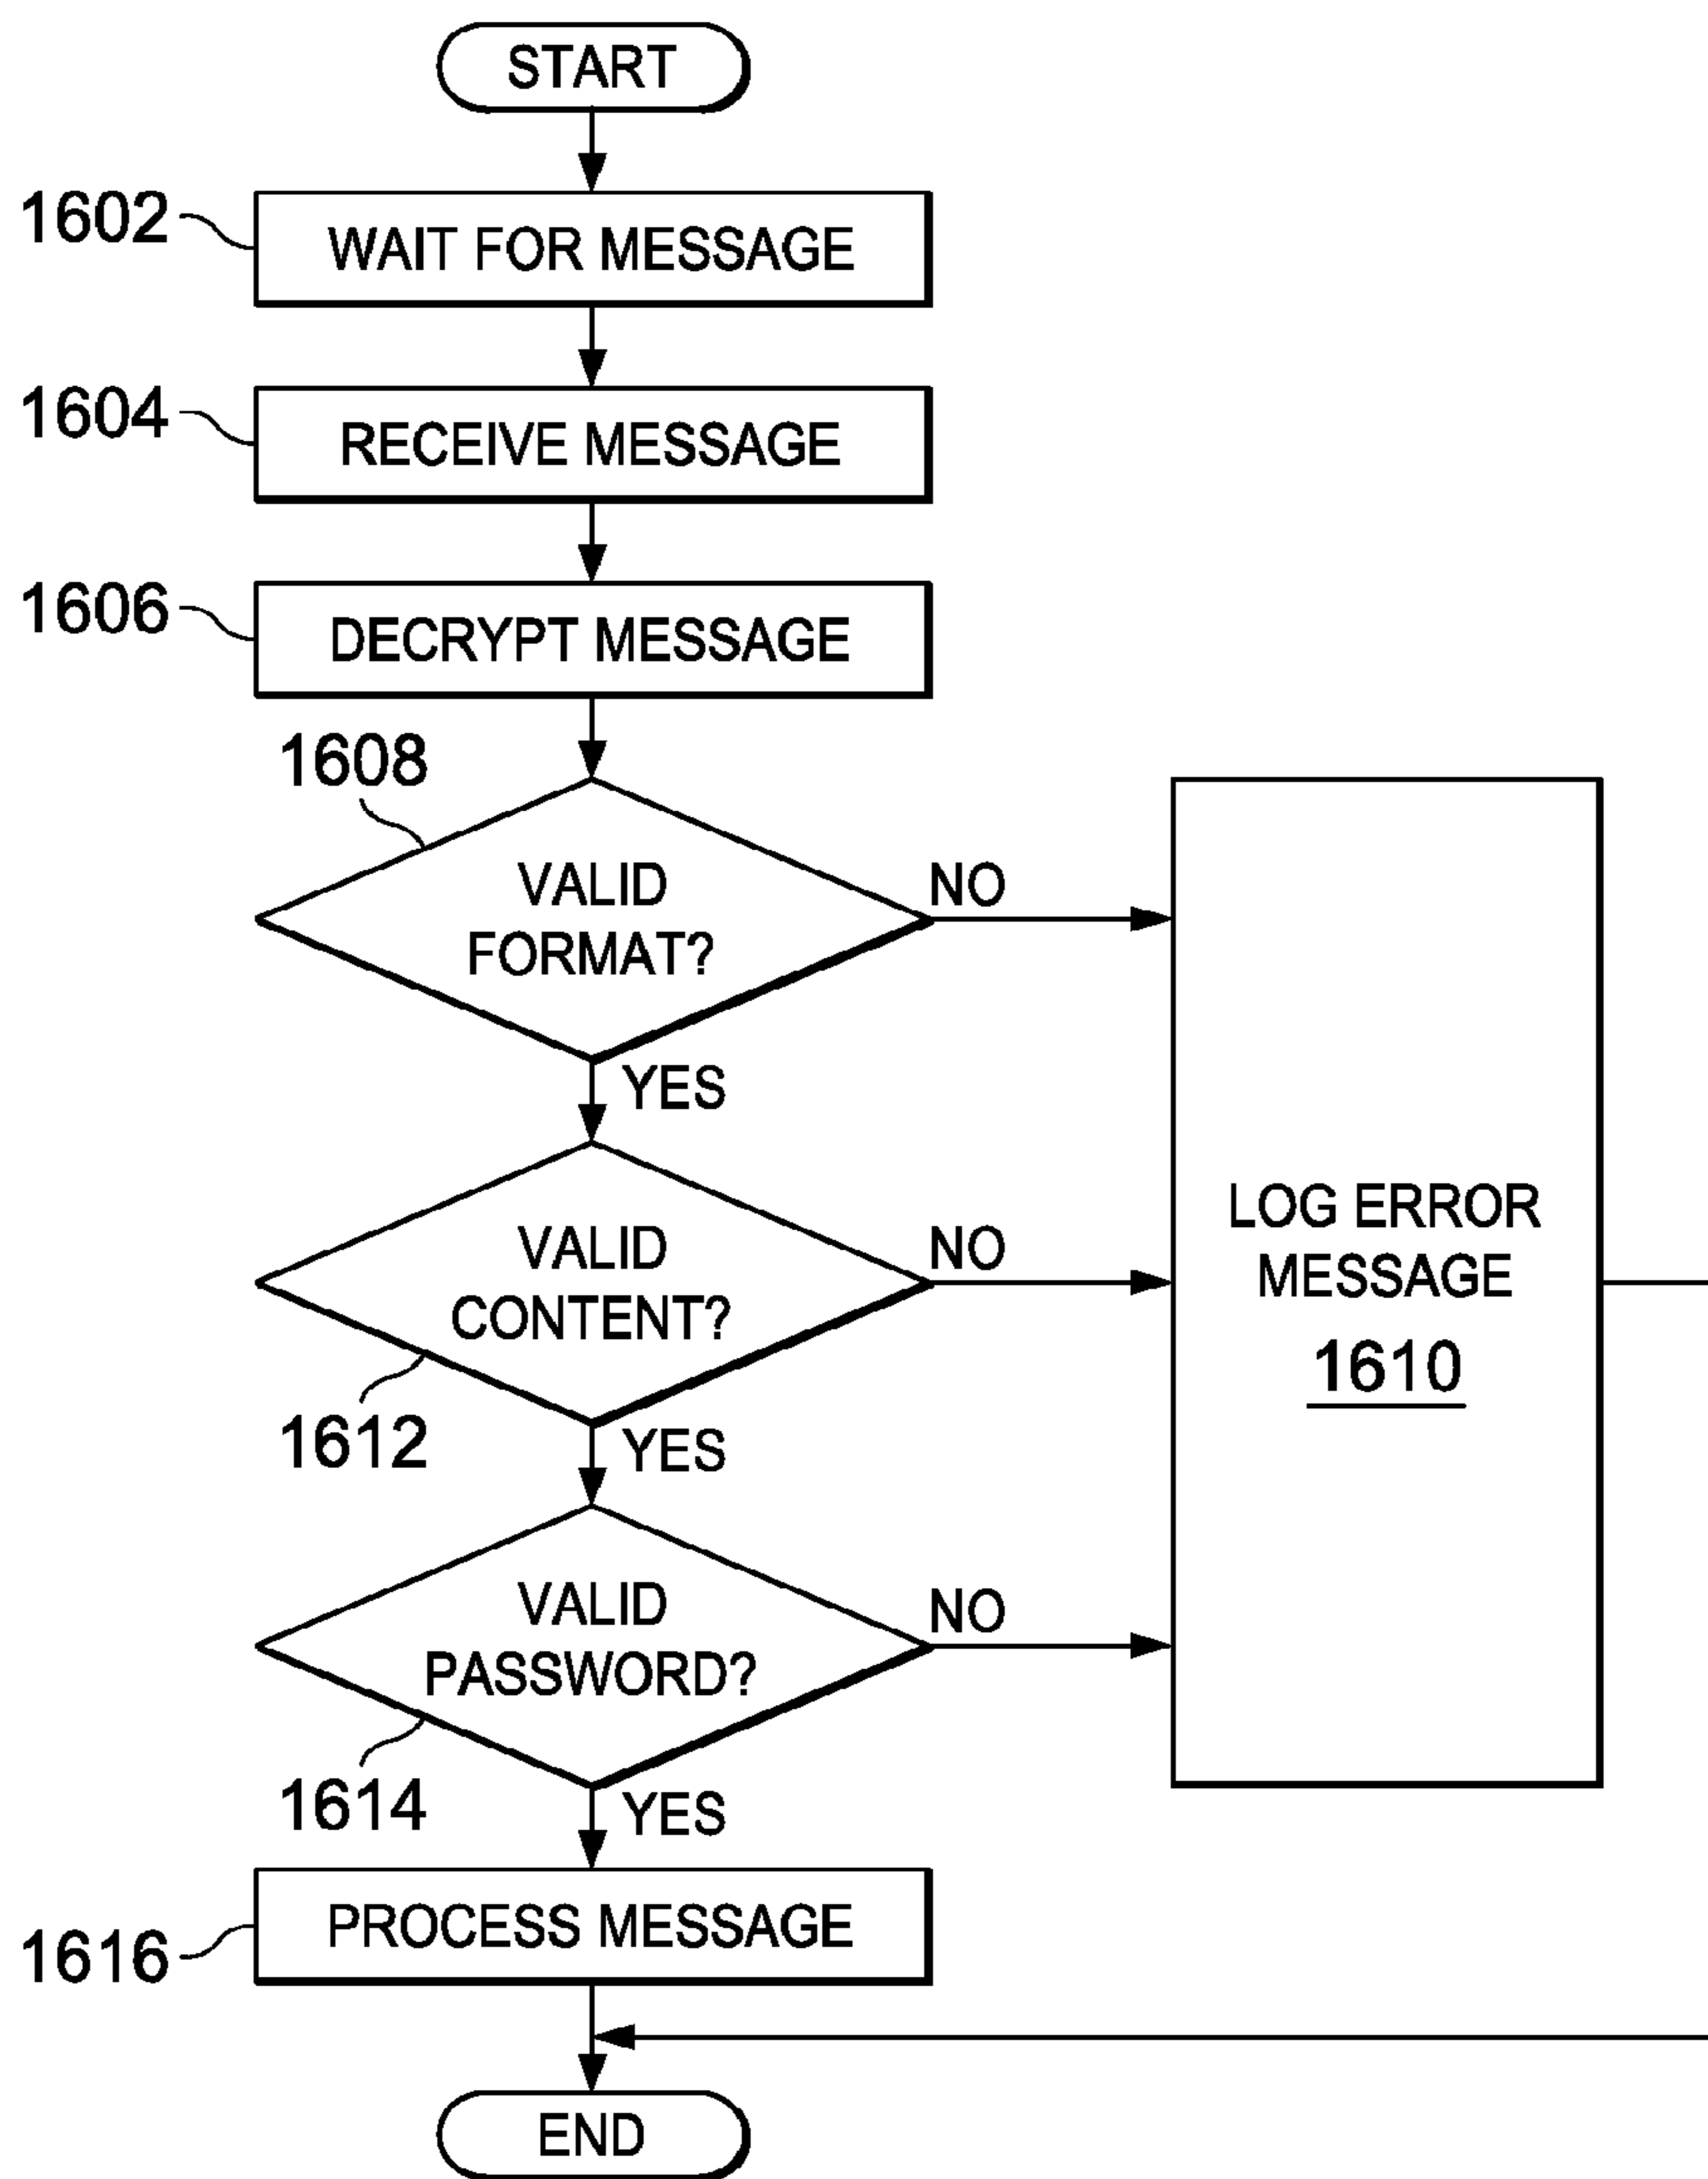 START
1602
WAIT FOR MESSAGE
1604
RECEIVE MESSAGE
1606
DECRYPT MESSAGE
1608
VALID
FORMAT?
NO
YES
VALID
CONTENT?
NO
LOG ERROR
MESSAGE
1610
1612
YES
VALID
PASSWORD?
NO
1614
YES
1616
PROCESS MESSAGE
END